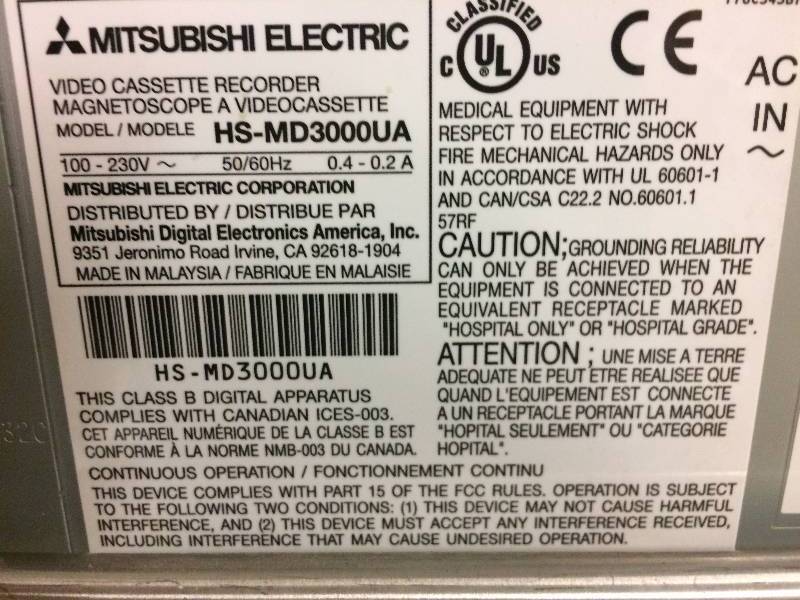 MITSUBISHI ELECTRIC
VIDEO CASSETTE RECORDER
MAGNETOSCOPE A VIDEOCASSETTE
MODEL / MODELE HS-MD3000UA
100 - 230V ~ 50/60Hz 0.4 - 0.2 A
MITSUBISHI ELECTRIC CORPORATION
DISTRIBUTED BY / DISTRIBUE PAR
Mitsubishi Digital Electronics America, Inc.
9351 Jeronimo Road Irvine, CA 92618-1904
MADE IN MALAYSIA / FABRIQUE EN MALAISIE
HS-MD3000UA
THIS CLASS B DIGITAL APPARATUS
COMPLIES WITH CANADIAN ICES-003.
CET APPAREIL NUMÉRIQUE DE LA CLASSE B EST
CONFORME À LA NORME NMB-003 DU CANADA.
CLASSIFIED
C UL ® US
CE
MEDICAL EQUIPMENT WITH
RESPECT TO ELECTRIC SHOCK
FIRE MECHANICAL HAZARDS ONLY
IN ACCORDANCE WITH UL 60601-1
AND CAN/CSA C22.2 NO.60601.1
57RF
CAUTION; GROUNDING RELIABILITY
CAN ONLY BE ACHIEVED WHEN THE
EQUIPMENT IS CONNECTED TO AN
EQUIVALENT RECEPTACLE MARKED
"HOSPITAL ONLY" OR "HOSPITAL GRADE".
ATTENTION ; UNE MISE A TERRE
ADEQUATE NE PEUT ETRE REALISEE QUE
QUAND L'EQUIPEMENT EST CONNECTE
A UN RECEPTACLE PORTANT LA MARQUE
"HOPITAL SEULEMENT" OU "CATEGORIE
HOPITAL".
AC
IN
~
CONTINUOUS OPERATION / FONCTIONNEMENT CONTINU
THIS DEVICE COMPLIES WITH PART 15 OF THE FCC RULES. OPERATION IS SUBJECT
TO THE FOLLOWING TWO CONDITIONS: (1) THIS DEVICE MAY NOT CAUSE HARMFUL
INTERFERENCE, AND (2) THIS DEVICE MUST ACCEPT ANY INTERFERENCE RECEIVED,
INCLUDING INTERFERENCE THAT MAY CAUSE UNDESIRED OPERATION.